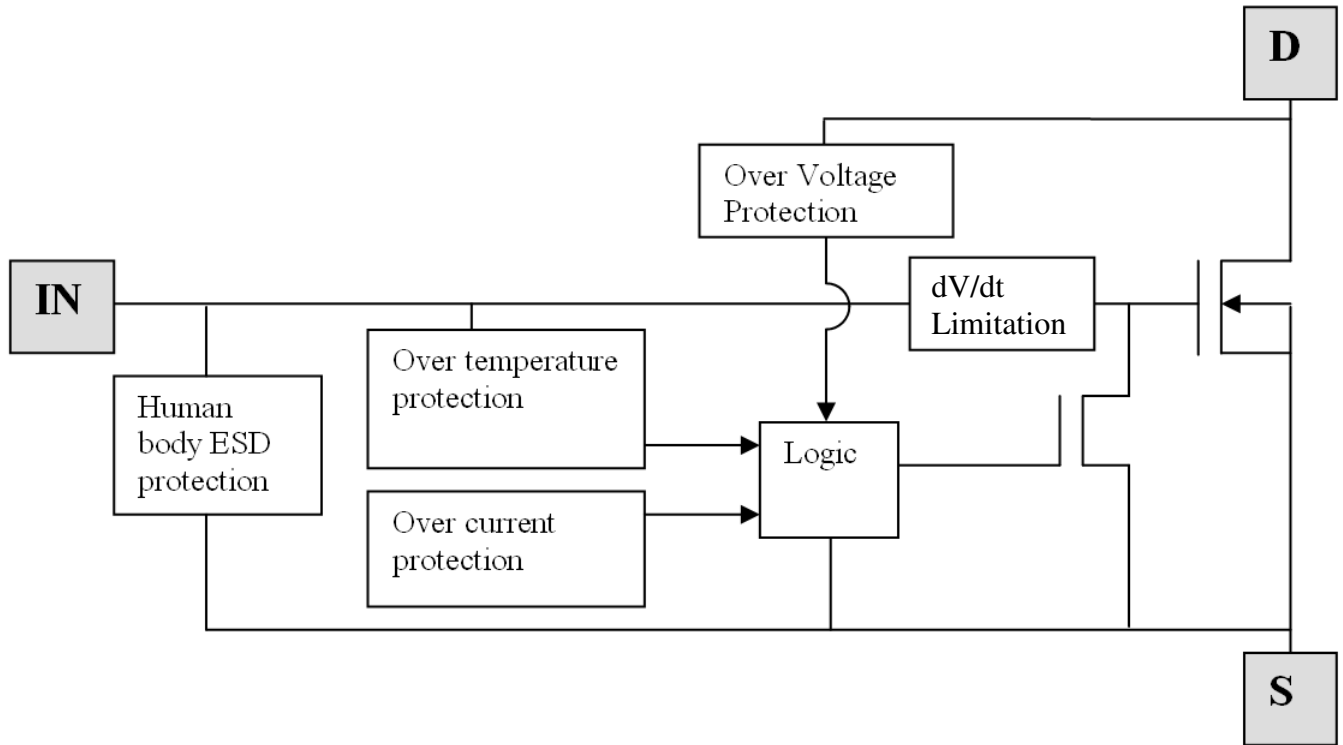 D
Over Voltage
Protection
IN
dV/dt
Limitation
Over temperature
protection
Human
body ESD
protection
Logic
Over current
protection
S